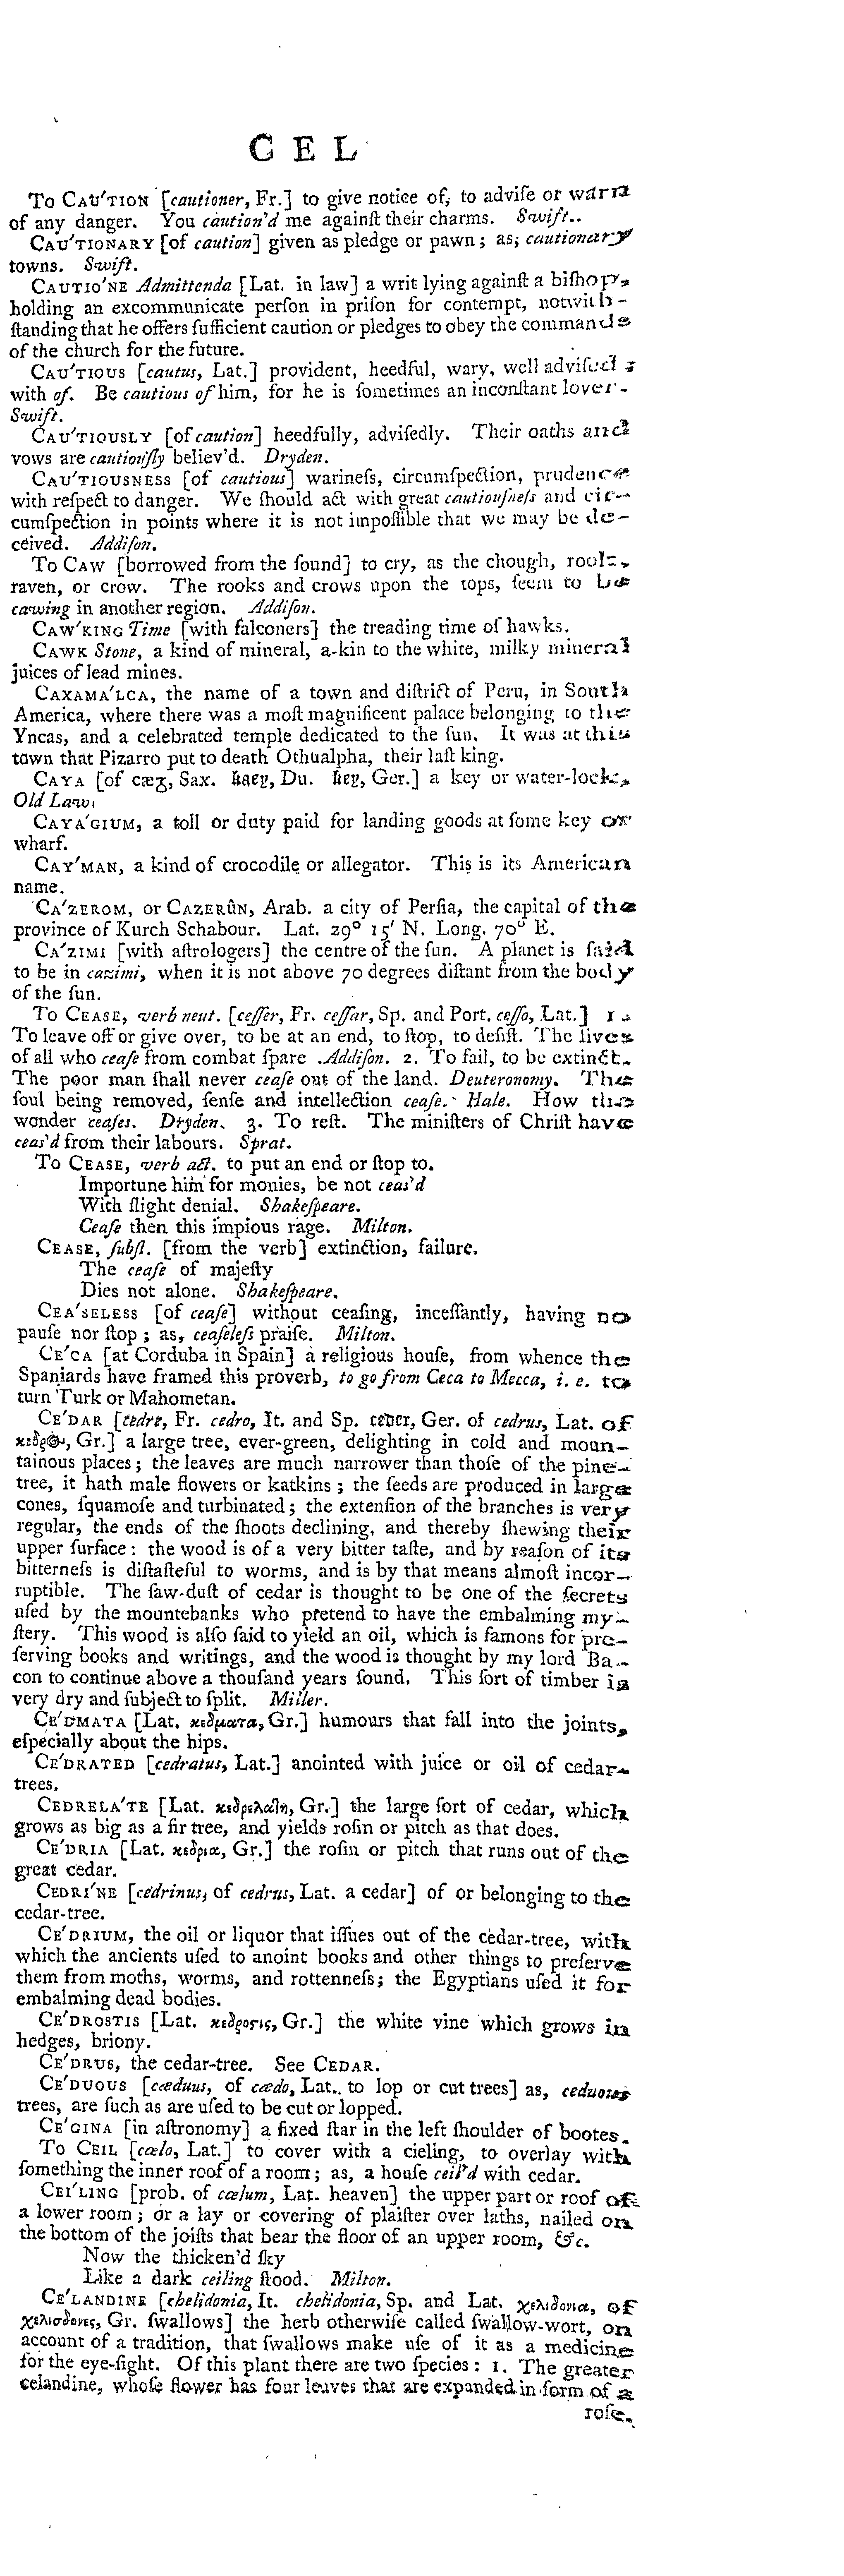 C E L
To CAU′TION [cautioner, Fr.] to give notice of, to adviſe or warn
of any danger. You caution'd me againſt their charms. Swift.
CAU′TIONARY [of caution] given as pledge or pawn; as, cautionary
towns. Swift.
CAUTIO′NE Admittenda [Lat. in law] a writ lying againſt a biſhop,
holding an excommunicate perſon in priſon for contempt, notwith-
ſtanding that he offers ſufficient caution or pledges to obey the commands
of the church for the future.
CAU′TIOUS [cautus, Lat.] provident, heedful, wary, well adviſed;
with of. Be cautious of him, for he is ſometimes an inconſtant lover.
Swift.
CAU′TIOUSLY [of caution] heedfully, adviſedly. Their oaths and
vows are cautiouſly believ'd. Dryden.
CAU′TIOUSNESS [of cautious] warineſs, circumſpection, prudence
with reſpect to danger. We ſhould act with great cautiouſneſs and cir-
cumſpection in points where it is not impoſſible that we may be de-
ceived. Addiſon.
To CAW [borrowed from the ſound] to cry, as the chough, rook,
raven, or crow. The rooks and crows upon the tops, ſeem to be
cawing in another region. Addiſon.
CAW′KING Time [with falconers] the treading time of hawks.
CAWK Stone, a kind of mineral, a-kin to the white, milky mineral
juices of lead mines.
CAXAMA′LCA, the name of a town and diſtrict of Peru, in South
America, where there was a moſt magnificent palace belonging to the
Yncas, and a celebrated temple dedicated to the ſun. It was at this
town that Pizarro put to death Othualpha, their laſt king.
CAYA [of cæᵹ, Sax. kaey, Du. key, Ger.] a key or water-lock.
Old Law.
CAYA′GIUM, a toll or duty paid for landing goods at ſome key or
wharf.
CAY′MAN, a kind of crocodile or allegator. This is its American
name.
CA′ZEROM, or CAZERÛN, Arab. a city of Perſia, the capital of the
province of Kurch Schabour. Lat. 29° 15′ N. Long. 70° E.
CA′ZIMI [with aſtrologers] the centre of the ſun. A planet is ſaid
to be in cazimi, when it is not above 70 degrees diſtant from the body
of the ſun.
To CEASE, verb neut. [ceſſer, Fr. ceſſar, Sp. and Port. ceſſo, Lat.] 1.
To leave off or give over, to be at an end, to ſtop, to deſiſt. The lives
of all who ceaſe from combat ſpare. Addiſon. 2. To fail, to be extinct.
The poor man ſhall never ceaſe out of the land. Deuteronomy. The
ſoul being removed, ſenſe and intellection ceaſe. Hale. How the
wonder ceaſes. Dryden. 3. To reſt. The miniſters of Chriſt have
ceas'd from their labours. Sprat.
To CEASE, verb act. to put an end or ſtop to.
Importune him for monies, be not ceas'd
With ſlight denial. Shakeſpeare.
Ceaſe then this impious rage. Milton.
CEASE, ſubſt. [from the verb] extinction, failure.
The ceaſe of majeſty
Dies not alone. Shakeſpeare.
CEA′SELESS [of ceaſe] without ceaſing, inceſſantly, having no
pauſe nor ſtop; as, ceaſeleſs praiſe. Milton.
CE′CA [at Corduba in Spain] a religious houſe, from whence the
Spaniards have framed this proverb, to go from Ceca to Mecca, i. e. to
turn Turk or Mahometan.
CE′DAR [cedre, Fr. cedro, It. and Sp. ceder, Ger. of cedrus, Lat. of
κεδρος, Gr.] a large tree, ever-green, delighting in cold and moun-
tainous places; the leaves are much narrower than thoſe of the pine-
tree, it hath male flowers or katkins; the ſeeds are produced in large
cones, ſquamoſe and turbinated; the extenſion of the branches is very
regular, the ends of the ſhoots declining, and thereby ſhewing their
upper ſurface: the wood is of a very bitter taſte, and by reaſon of its
bitterneſs is diſtaſteful to worms, and is by that means almoſt incor-
ruptible. The ſaw-duſt of cedar is thought to be one of the ſecrets
uſed by the mountebanks who pretend to have the embalming my-
ſtery. This wood is alſo ſaid to yield an oil, which is famons for pre-
ſerving books and writings, and the wood is thought by my lord Ba-
con to continue above a thouſand years ſound. This ſort of timber is
very dry and ſubject to ſplit. Miller.
CE′DMATA [Lat. κεδματα, Gr.] humours that fall into the joints,
eſpecially about the hips.
CE′DRATED [cedratus, Lat.] anointed with juice or oil of cedar-
trees.
CEDRELA′TE [Lat. κεδρελατη, Gr.] the large ſort of cedar, which
grows as big as a fir tree, and yields roſin or pitch as that does.
CE′DRIA [Lat. κεδρια, Gr.] the roſin or pitch that runs out of the
great cedar.
CEDRI′NE [cedrinus, of cedrus, Lat. a cedar] of or belonging to the
cedar-tree.
CE′DRIUM, the oil or liquor that iſſues out of the cedar-tree, with
which the ancients uſed to anoint books and other things to preſerve
them from moths, worms, and rottenneſs; the Egyptians uſed it for
embalming dead bodies.
CE′DROSTIS [Lat. κεδροστις, Gr.] the white vine which grows in
hedges, briony.
CE′DRUS, the cedar-tree. See CEDAR.
CE′DUOUS [cæduus, of cædo, Lat. to lop or cut trees] as, ceduous
trees, are ſuch as are uſed to be cut or lopped.
CE′GINA [in aſtronomy] a fixed ſtar in the left ſhoulder of bootes.
To CEIL [cælo, Lat.] to cover with a cieling, to overlay with
ſomething the inner roof of a room; as, a houſe ceil'd with cedar.
CEI′LING [prob. of cœlum, Lat. heaven] the upper part or roof of
a lower room; or a lay or covering of plaiſter over laths, nailed on
the bottom of the joiſts that bear the floor of an upper room, &c.
Now the thicken'd ſky
Like a dark ceiling ſtood. Milton.
CE′LANDINE [chelidonia, It. chelidonia, Sp. and Lat. χελιδονια, of
χελισδονες, Gr. ſwallows] the herb otherwiſe called ſwallow-wort, on
account of a tradition, that ſwallows make uſe of it as a medicine
for the eye-ſight. Of this plant there are two ſpecies: 1. The greater
celandine, whoſe flower has four leaves that are expanded in form of a
roſe.